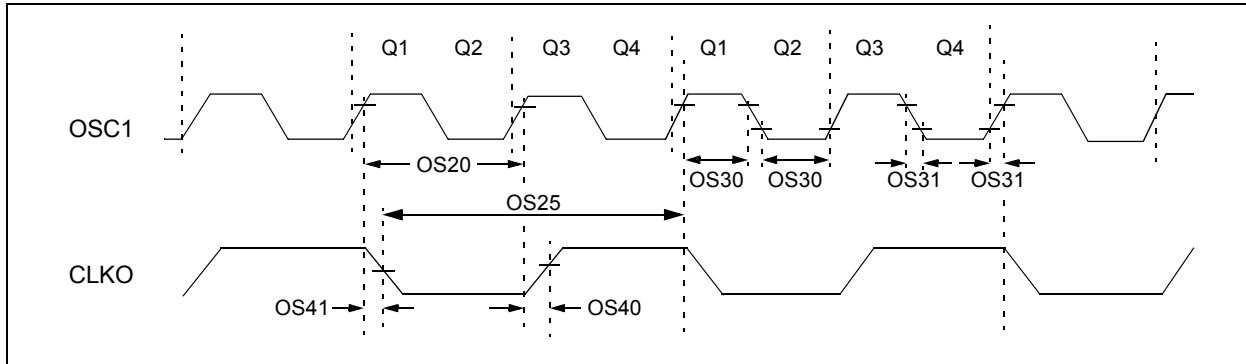 Q1 Q2 Q3 Q4 Q1 Q2 Q3 Q4
OSC1
OS20 OS30 OS30 OS31 OS31
OS25
CLKO
OS41 OS40